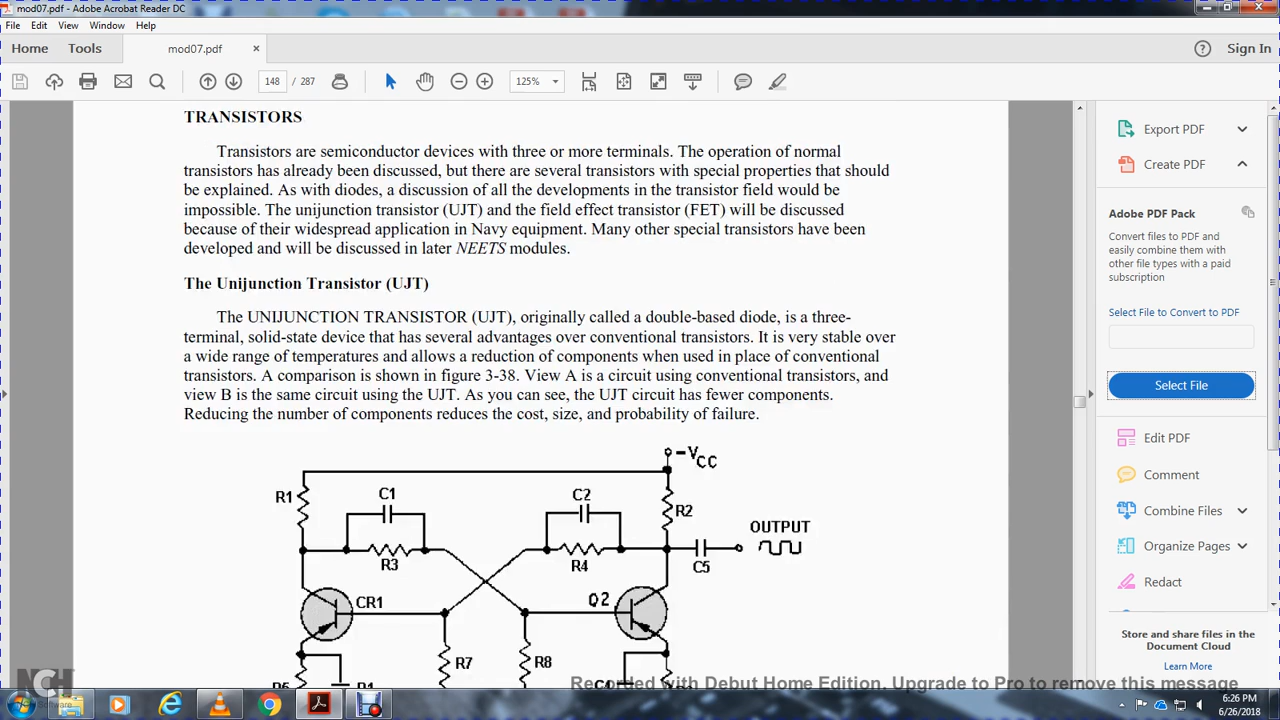 mod07.pdf - Adobe Acrobat Reader DC
File Edit View Window Help
Home Tools mod07.pdf × ? Sign In
148 / 287 125%
TRANSISTORS
Transistors are semiconductor devices with three or more terminals. The operation of normal
transistors has already been discussed, but there are several transistors with special properties that should
be explained. As with diodes, a discussion of all the developments in the transistor field would be
impossible. The unijunction transistor (UJT) and the field effect transistor (FET) will be discussed
because of their widespread application in Navy equipment. Many other special transistors have been
developed and will be discussed in later NEETS modules.
The Unijunction Transistor (UJT)
The UNIJUNCTION TRANSISTOR (UJT), originally called a double-based diode, is a three-
terminal, solid-state device that has several advantages over conventional transistors. It is very stable over
a wide range of temperatures and allows a reduction of components when used in place of conventional
transistors. A comparison is shown in figure 3-38. View A is a circuit using conventional transistors, and
view B is the same circuit using the UJT. As you can see, the UJT circuit has fewer components.
Reducing the number of components reduces the cost, size, and probability of failure.
-VCC
R1 C1 C2 R2
OUTPUT
R3 R4 C5
CR1 Q2
R7 R8
Export PDF
Create PDF
Adobe PDF Pack
Convert files to PDF and
easily combine them with
other file types with a paid
subscription
Select File to Convert to PDF
Select File
Edit PDF
Comment
Combine Files
Organize Pages
Redact
Store and share files in the
Document Cloud
Learn More
NCH
Software
Recorded with Debut Home Edition. Upgrade to Pro to remove this message
6:26 PM
6/26/2018